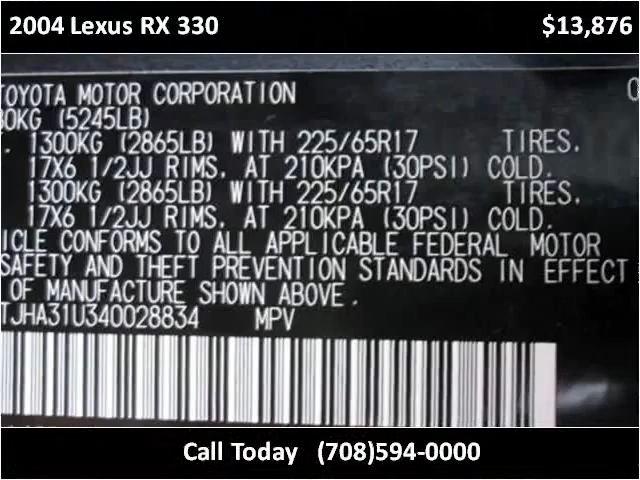 2004 Lexus RX 330 $13,876
TOYOTA MOTOR CORPORATION
80KG (5245LB)
. 1300KG (2865LB) WITH 225/65R17 TIRES.
17X6 1/2JJ RIMS. AT 210KPA (30PSI) COLD.
1300KG (2865LB) WITH 225/65R17 TIRES.
17X6 1/2JJ RIMS. AT 210KPA (30PSI) COLD.
ICLE CONFORMS TO ALL APPLICABLE FEDERAL MOTOR
SAFETY AND THEFT PREVENTION STANDARDS IN EFFECT
OF MANUFACTURE SHOWN ABOVE.
TJHA31U340028834 MPV
Call Today (708)594-0000